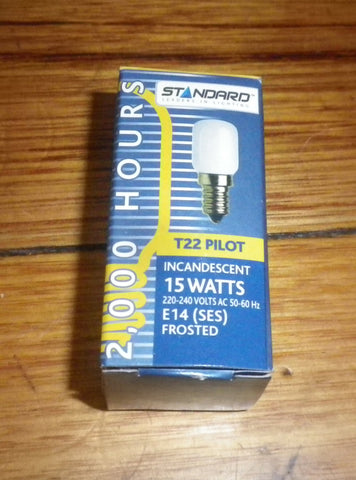 STANDARD™
LEADERS IN LIGHTING
2,000 HOURS
T22 PILOT
INCANDESCENT
15 WATTS
220-240 VOLTS AC 50-60 Hz
E14 (SES)
FROSTED